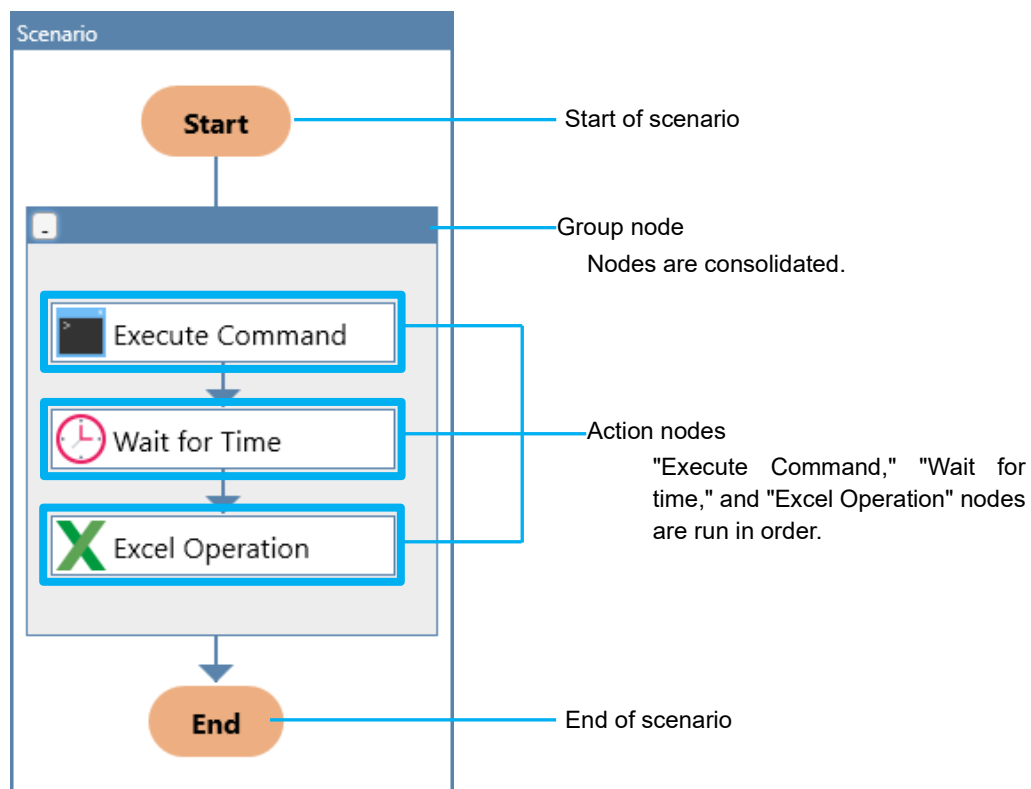 Scenario
Start
Start of scenario
-
Group node
Nodes are consolidated.
>
Execute Command
Wait for Time
Action nodes
"Execute Command," "Wait for
time," and "Excel Operation" nodes
are run in order.
Excel Operation
End
End of scenario